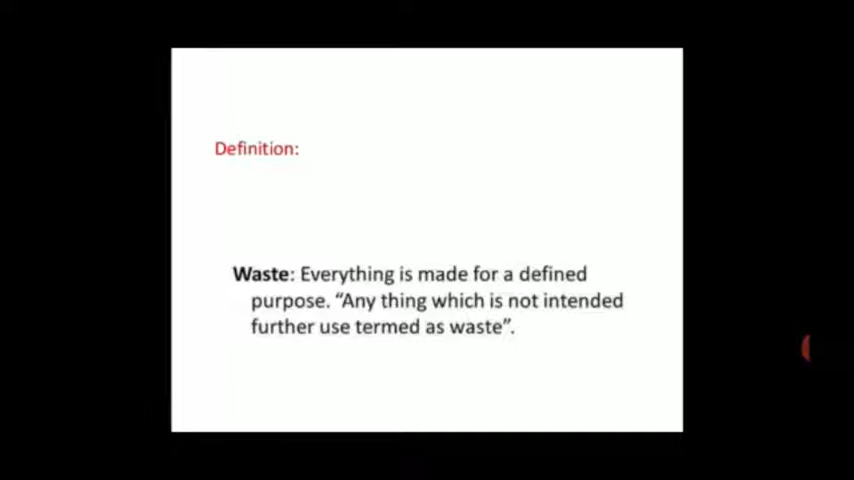 Definition:
Waste: Everything is made for a defined
purpose. “Any thing which is not intended
further use termed as waste”.